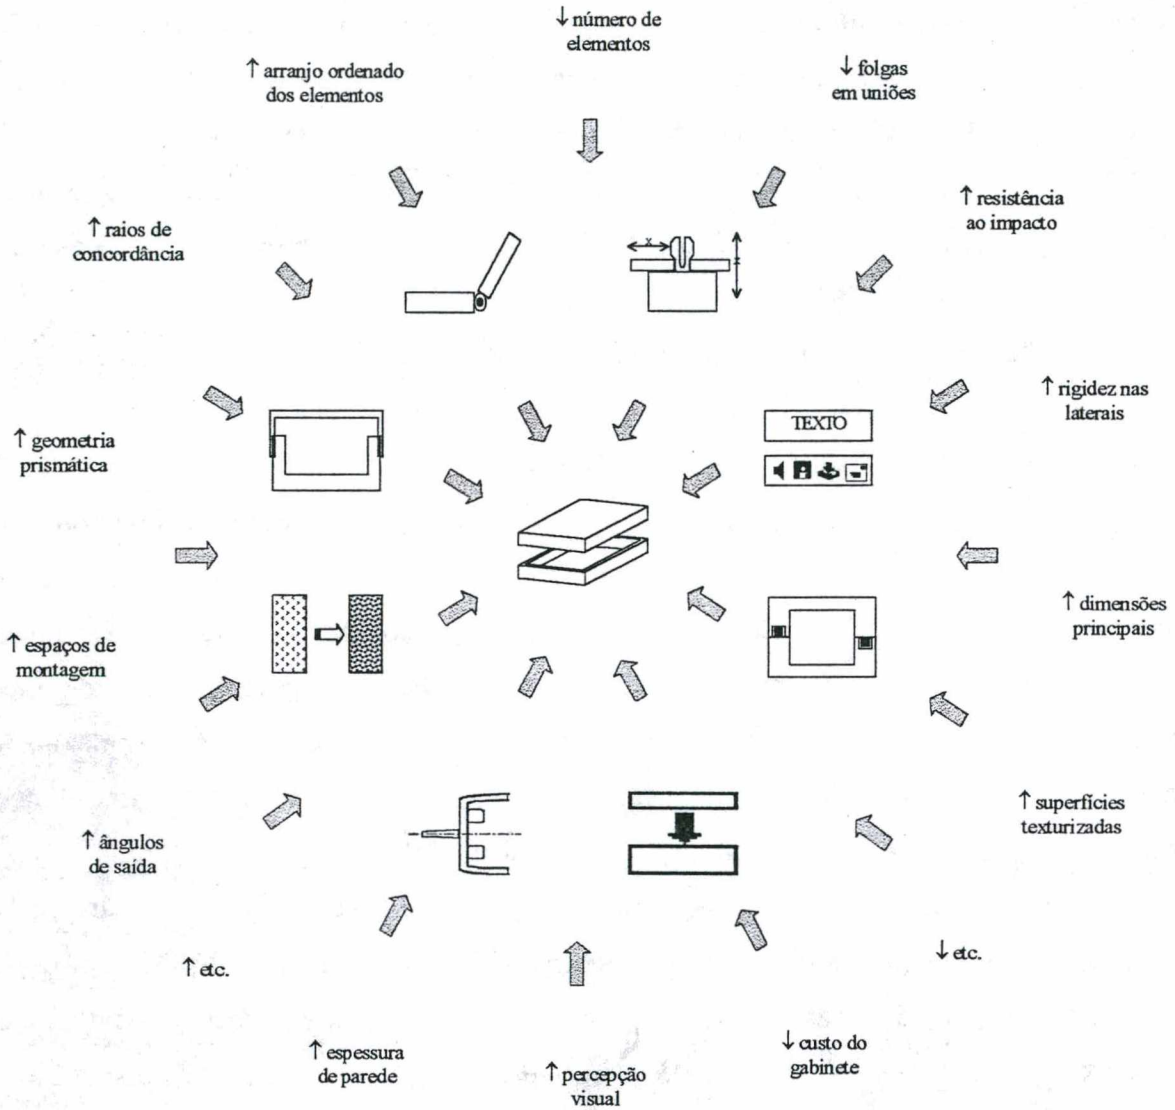 ↓ número de
elementos
↑ arranjo ordenado
dos elementos
↓ folgas
em uniões
↑ resistência
ao impacto
↑ raios de
concordância
x
z
↑ rigidez nas
laterais
TEXTO
↑ geometria
prismática
↑ dimensões
principais
↑ espaços de
montagem
↑ superfícies
texturizadas
↑ ângulos
de saída
↓ etc.
↑ etc.
↓ custo do
gabinete
↑ espessura
de parede
↑ percepção
visual